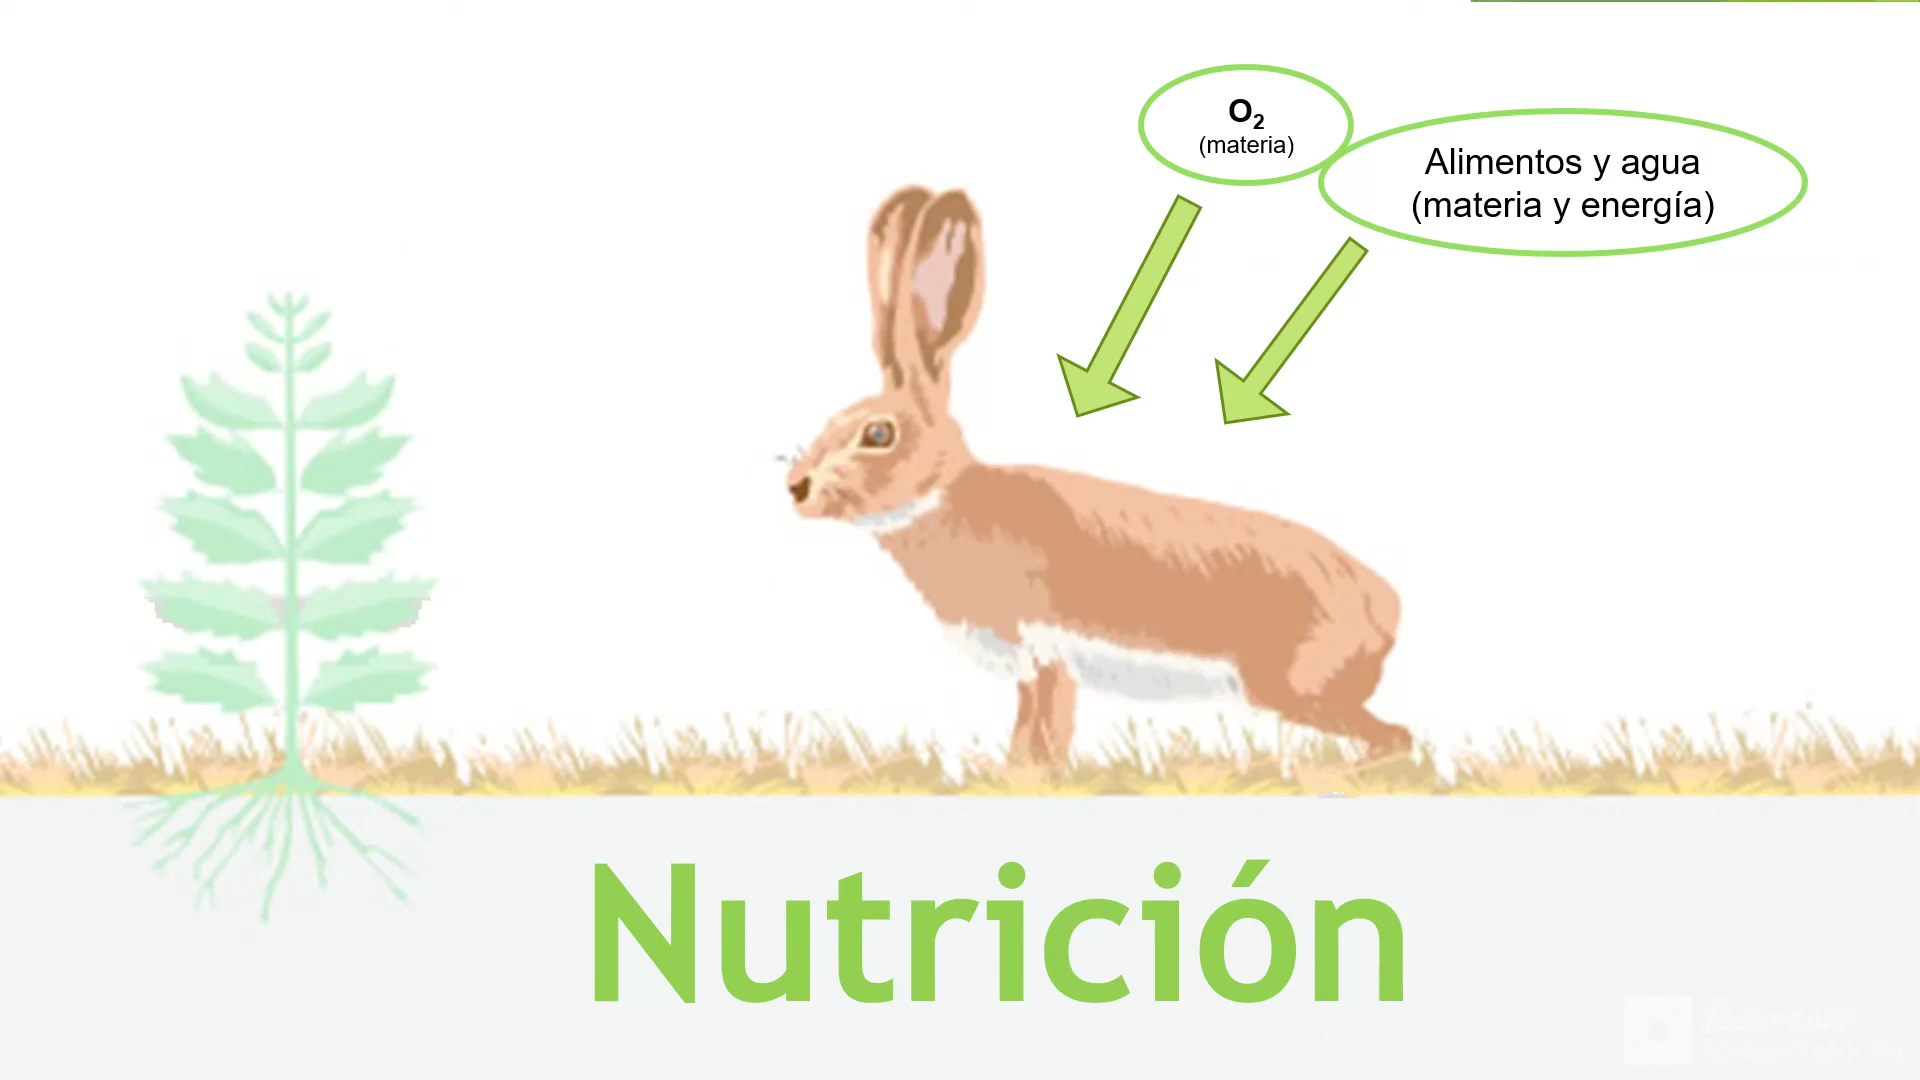 O₂
(materia)
Alimentos y agua
(materia y energía)
Nutrición